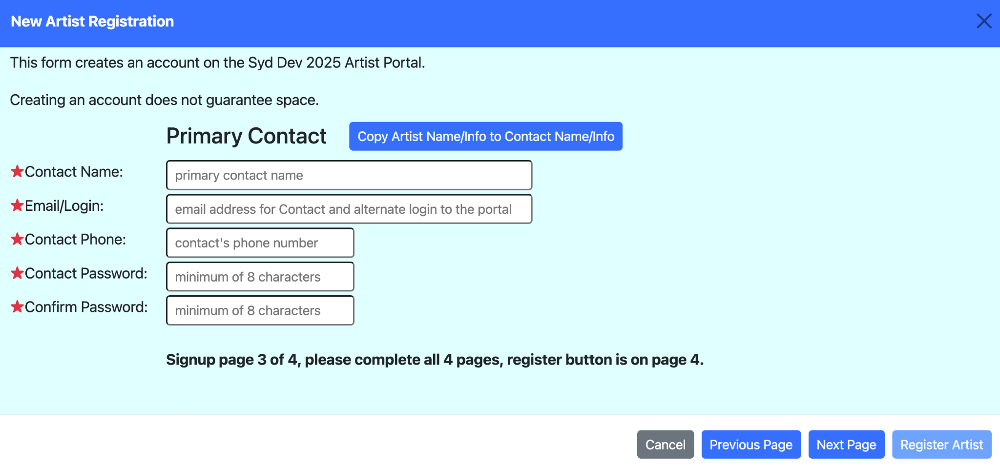 New Artist Registration
This form creates an account on the Syd Dev 2025 Artist Portal.
Creating an account does not guarantee space.
Primary Contact
Copy Artist Name/Info to Contact Name/Info
Contact Name:
primary contact name
Email/Login:
email address for Contact and alternate login to the portal
Contact Phone:
contact's phone number
Contact Password:
minimum of 8 characters
Confirm Password:
minimum of 8 characters
Signup page 3 of 4, please complete all 4 pages, register button is on page 4.
Cancel
Previous Page
Next Page
Register Artist